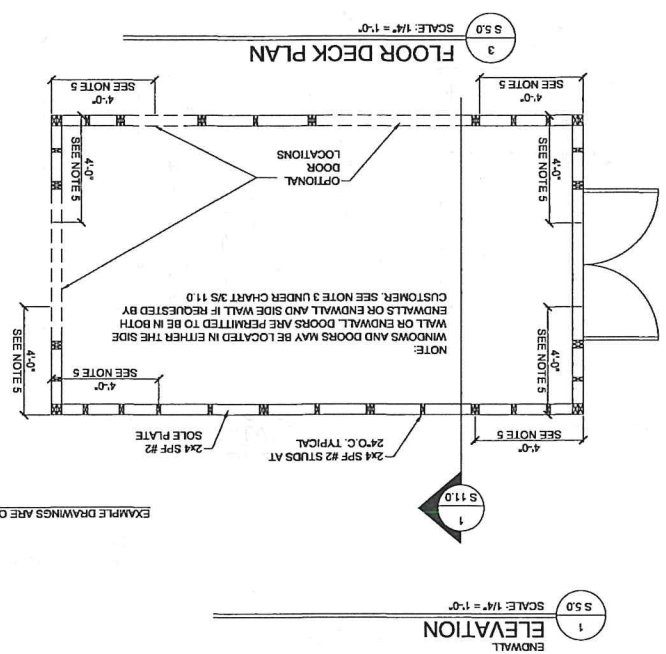 1
S 5.0
ENDWALL
ELEVATION
SCALE: 1/4" = 1'-0"
EXAMPLE DRAWINGS ARE O
1
S 11.0
4'-0"
SEE NOTE 5
2x4 SPF #2 STUDS AT
24"O.C. TYPICAL
2x4 SPF #2
SOLE PLATE
4'-0"
SEE NOTE 5
4'-0"
SEE NOTE 5
4'-0"
SEE NOTE 5
NOTE:
WINDOWS AND DOORS MAY BE LOCATED IN EITHER THE SIDE
WALL OR ENDWALL. DOORS ARE PERMITTED TO BE IN BOTH
ENDWALLS OR ENDWALL AND SIDE WALL IF REQUESTED BY
CUSTOMER. SEE NOTE 3 UNDER CHART 3/S 11.0
OPTIONAL
DOOR
LOCATIONS
4'-0"
SEE NOTE 5
4'-0"
SEE NOTE 5
4'-0"
SEE NOTE 5
4'-0"
SEE NOTE 5
3
S 5.0
FLOOR DECK PLAN
SCALE: 1/4" = 1'-0"